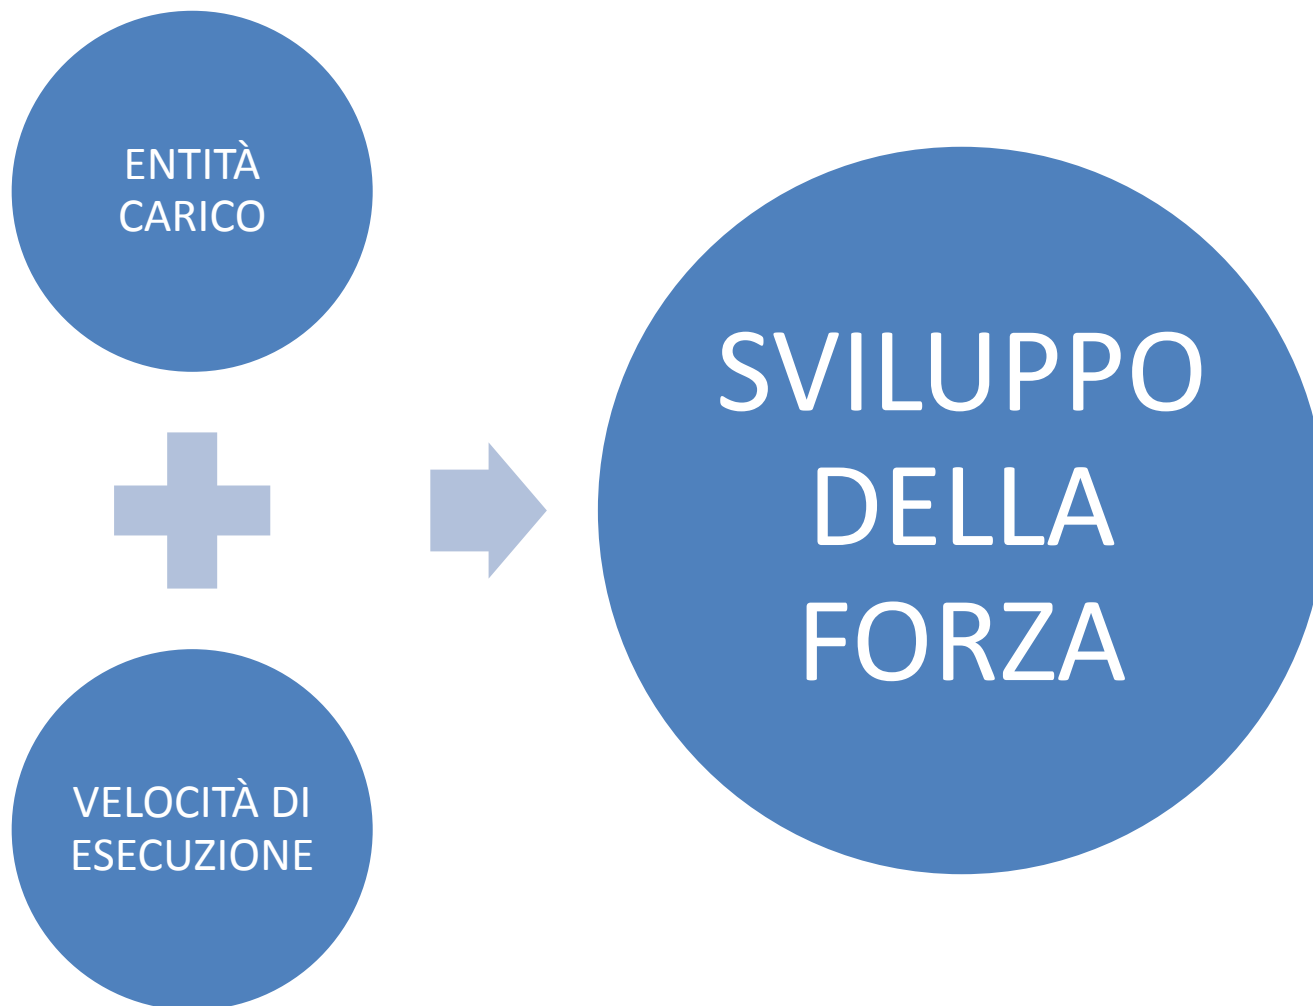 ENTITÀ
CARICO
VELOCITÀ DI
ESECUZIONE
SVILUPPO
DELLA
FORZA